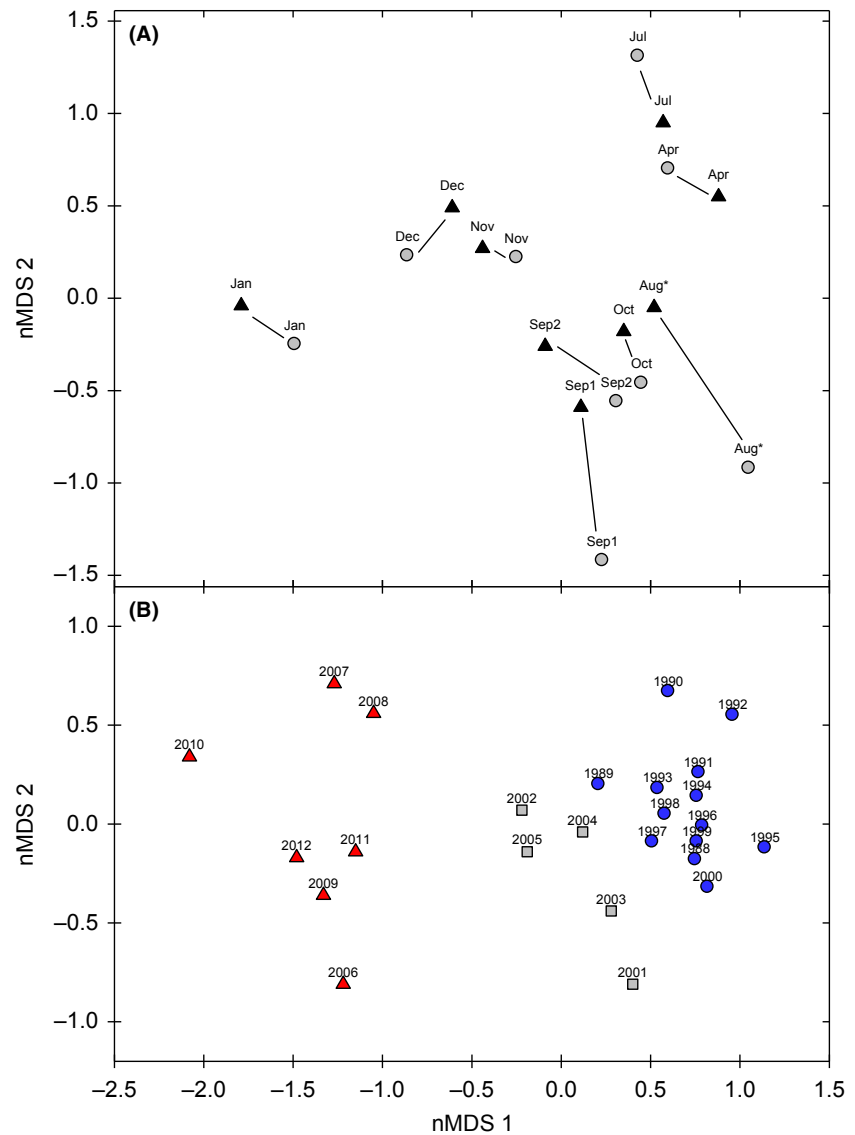 1.5
(A)
Jul
1.0
Jul
Apr
Apr
0.5
Dec
Dec
Nov
Nov
nMDS 2
0.0
Jan
Jan
Aug*
Oct
Sep2
–0.5
Sep1
Sep2
Oct
Aug*
–1.0
Sep1
–1.5
(B)
1.0
2007
1990
2008
1992
0.5
2010
1991
1989
1993
1994
2002
1998
nMDS 2
0.0
2004
1996
2005
1997
1999
1995
2012
2011
1988
2009
2000
–0.5
2003
2006
2001
–1.0
–2.5 –2.0 –1.5 –1.0 –0.5 0.0 0.5 1.0 1.5
nMDS 1